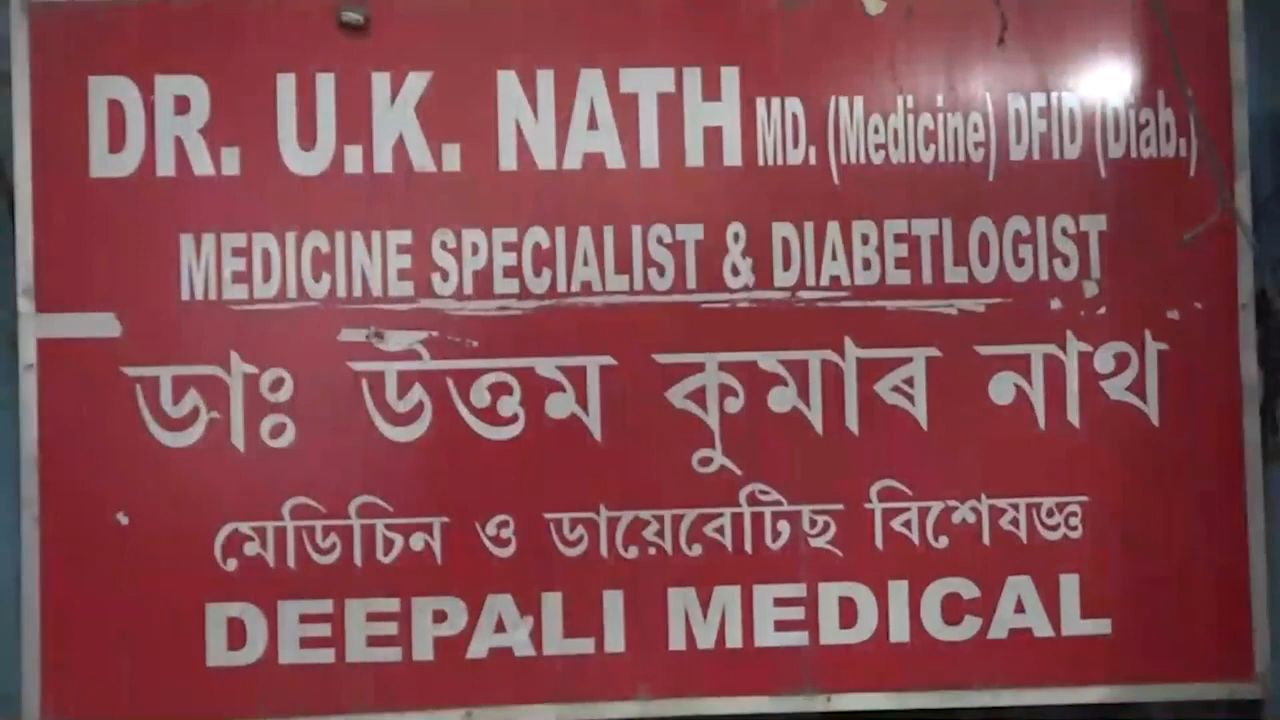 DR. U.K. NATH MD. (Medicine) DFID (Diab.)
MEDICINE SPECIALIST & DIABETLOGIST
ডাঃ উত্তম কুমাৰ নাথ
মেডিচিন ও ডায়েবেটিছ বিশেষজ্ঞ
DEEPALI MEDICAL